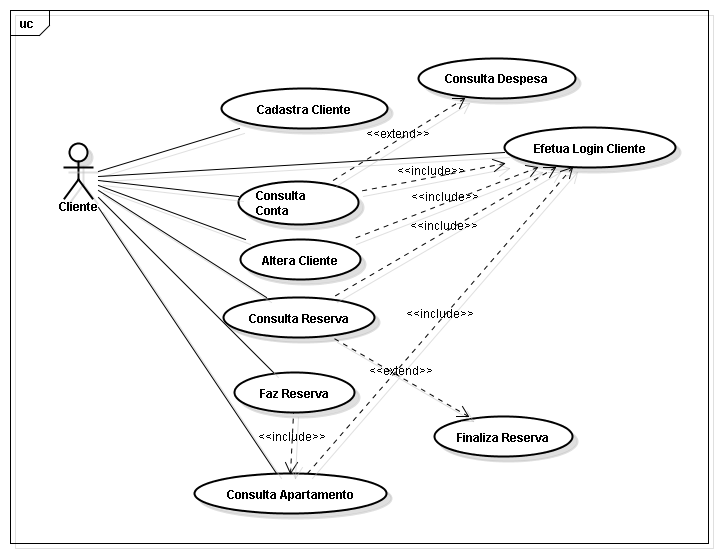 uc
Consulta Despesa
Cadastra Cliente
<<extend>>
Efetua Login Cliente
<<include>>
Consulta
Conta
<<include>>
Cliente
<<include>>
Altera Cliente
<<include>>
Consulta Reserva
<<extend>>
Faz Reserva
<<include>>
Finaliza Reserva
Consulta Apartamento